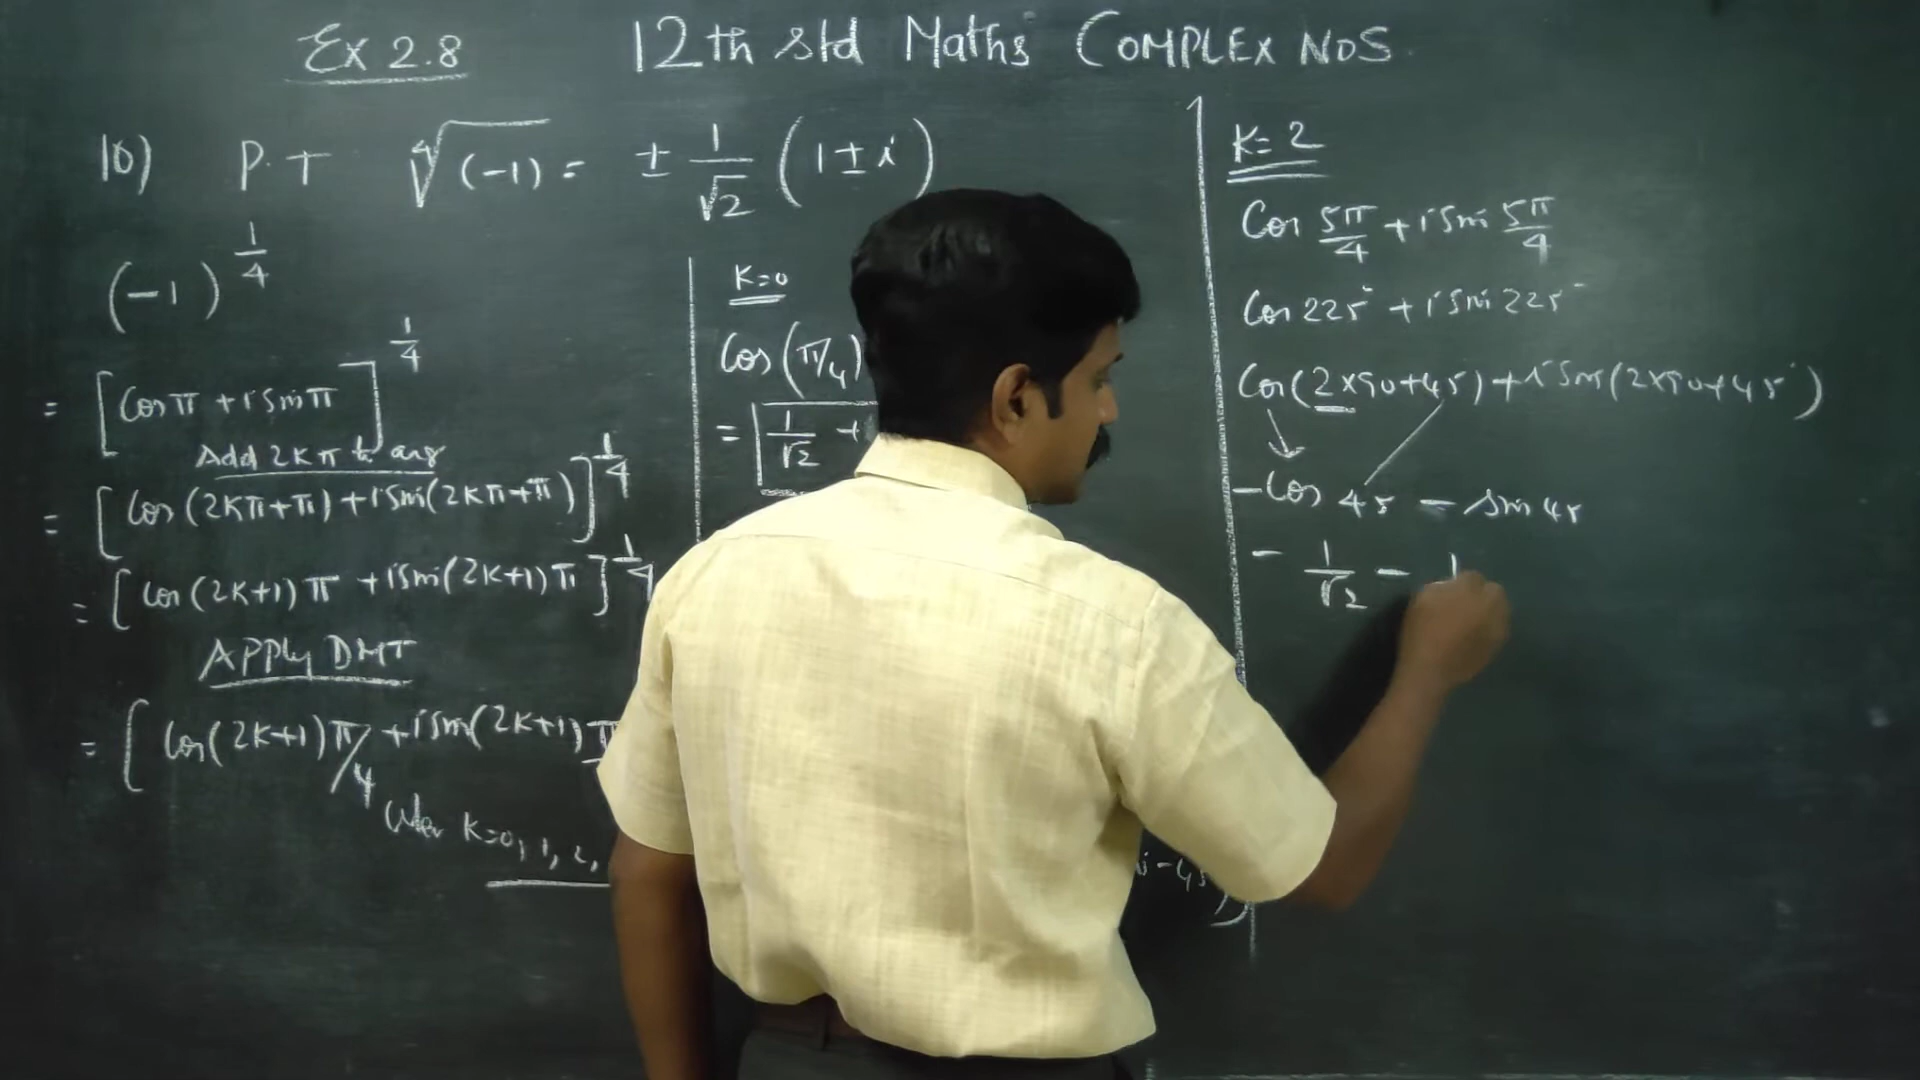 Ex 2.8 12th std Maths COMPLEX NOS.
10) P.T ∜(-1) = ± 1/√2 (1 ± i)
(-1)^1/4
= [Cos π + i Sin π]^1/4
Add 2kπ to arg
= [Cos (2Kπ+π) + i Sin (2Kπ+π)]^1/4
= [Cos (2K+1) π + i Sin (2K+1) π]^1/4
APPly DMT
= [Cos (2K+1) π/4 + i Sin (2K+1) π
K=0, 1, 2,
K=0
Cos (π/4)
= 1/√2 +
K=2
Cos 5π/4 + i Sin 5π/4
Cos 225° + i Sin 225°
Cos (2×90+45) + i Sin (2×90+45°)
-Cos 45 - Sin 45
- 1/√2 - 1